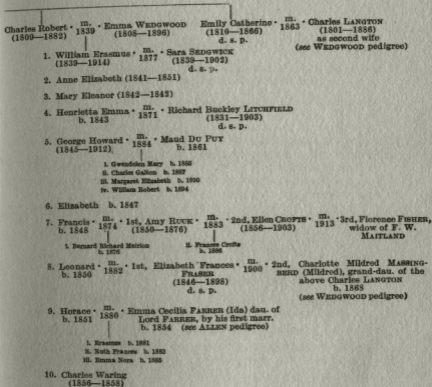 Charles Robert · m. 1839 · Emma WEDGWOOD
(1809—1882) (1808—1896)
Emily Catherine · m. 1863 · Charles LANGTON
(1810—1866) (1801—1886)
d. s. p. as second wife
(see WEDGWOOD pedigree)
1. William Erasmus · m. 1877 · Sara SEDGWICK
(1839—1914) (1839—1902)
d. s. p.
2. Anne Elizabeth (1841—1851)
3. Mary Eleanor (1842—1842)
4. Henrietta Emma · m. 1871 · Richard Buckley LITCHFIELD
b. 1843 (1831—1903)
d. s. p.
5. George Howard · m. 1884 · Maud DU PUY
(1845—1912) b. 1861
i. Gwendolen Mary b. 1885
ii. Charles Galton b. 1887
iii. Margaret Elizabeth b. 1890
iv. William Robert b. 1894
6. Elizabeth b. 1847
7. Francis · m. 1874 · 1st, Amy RUCK · m. 1883 · 2nd, Ellen CROFTS · m. 1913 · 3rd, Florence FISHER,
b. 1848 (1850—1876) (1856—1903) widow of F. W.
MAITLAND
i. Bernard Richard Meirion
b. 1876
ii. Frances Crofts
b. 1886
8. Leonard · m. 1882 · 1st, Elizabeth Frances · m. 1900 · 2nd, Charlotte Mildred MASSING-
b. 1850 FRASER BERD (Mildred), grand-dau. of the
(1846—1898) above Charles LANGTON
d. s. p. b. 1868
(see WEDGWOOD pedigree)
9. Horace · m. 1880 · Emma Cecilia FARRER (Ida) dau. of
b. 1851 Lord FARRER, by his first marr.
b. 1854 (see ALLEN pedigree)
i. Erasmus b. 1881
ii. Ruth Frances b. 1883
iii. Emma Nora b. 1885
10. Charles Waring
(1856—1858)